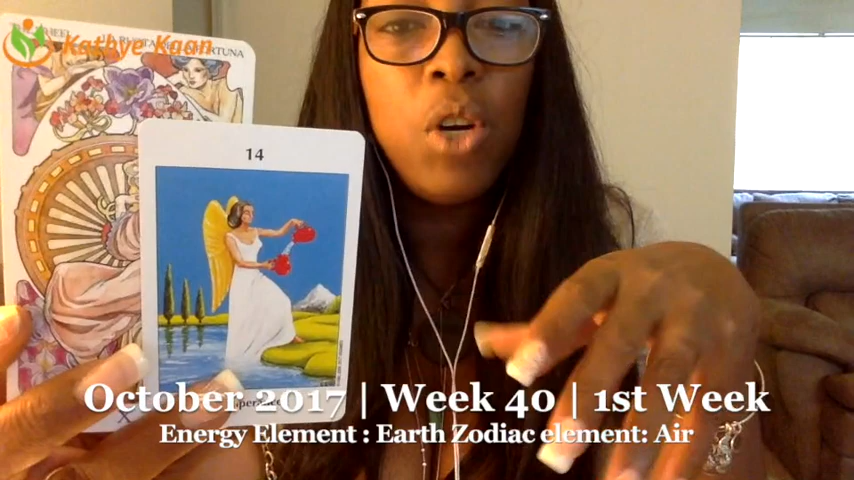 Kathye Kaan
14
October 2017 | Week 40 | 1st Week
Energy Element : Earth Zodiac element: Air